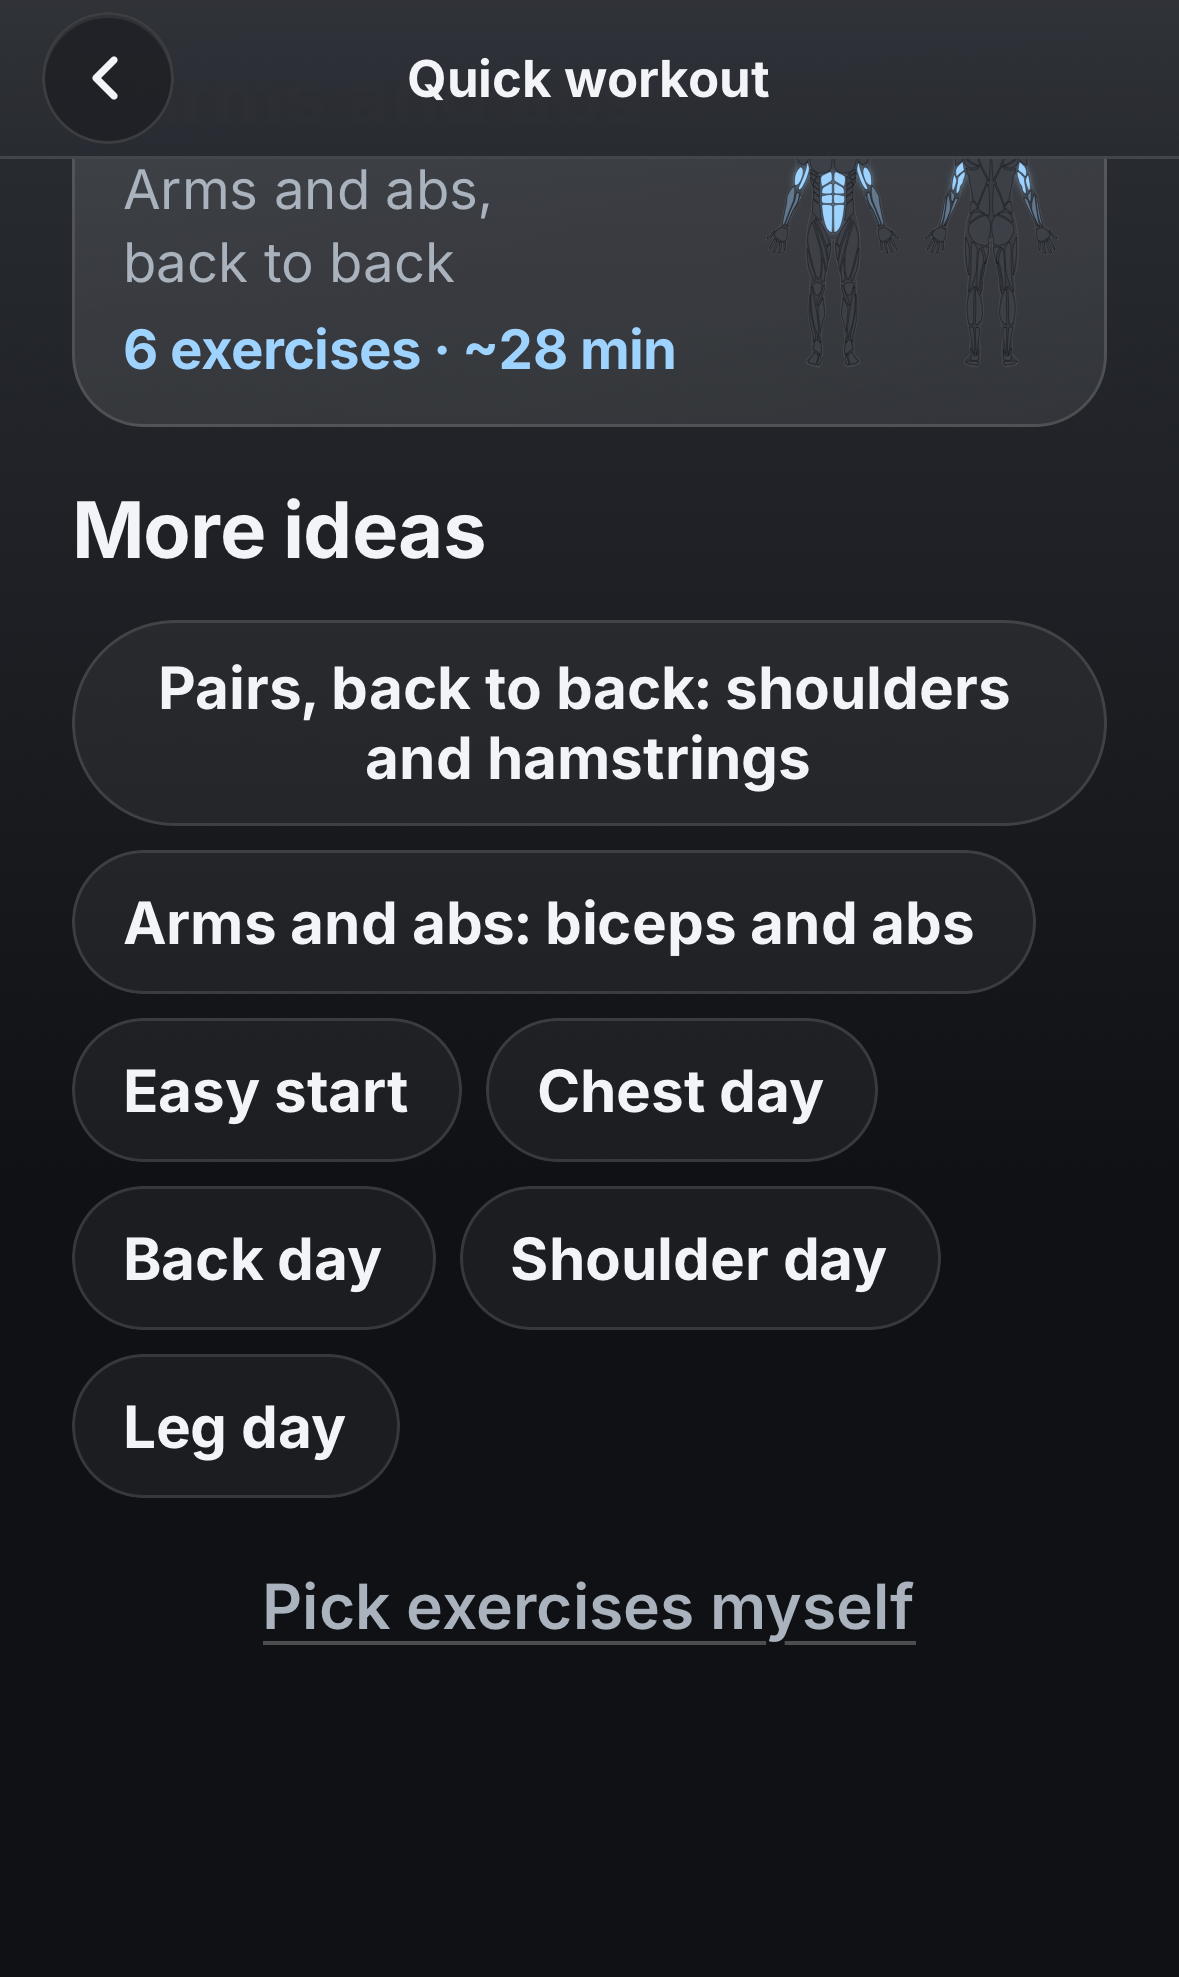 Quick workout
Arms and abs,
back to back
6 exercises · ~28 min
More ideas
Pairs, back to back: shoulders
and hamstrings
Arms and abs: biceps and abs
Easy start
Chest day
Back day
Shoulder day
Leg day
Pick exercises myself